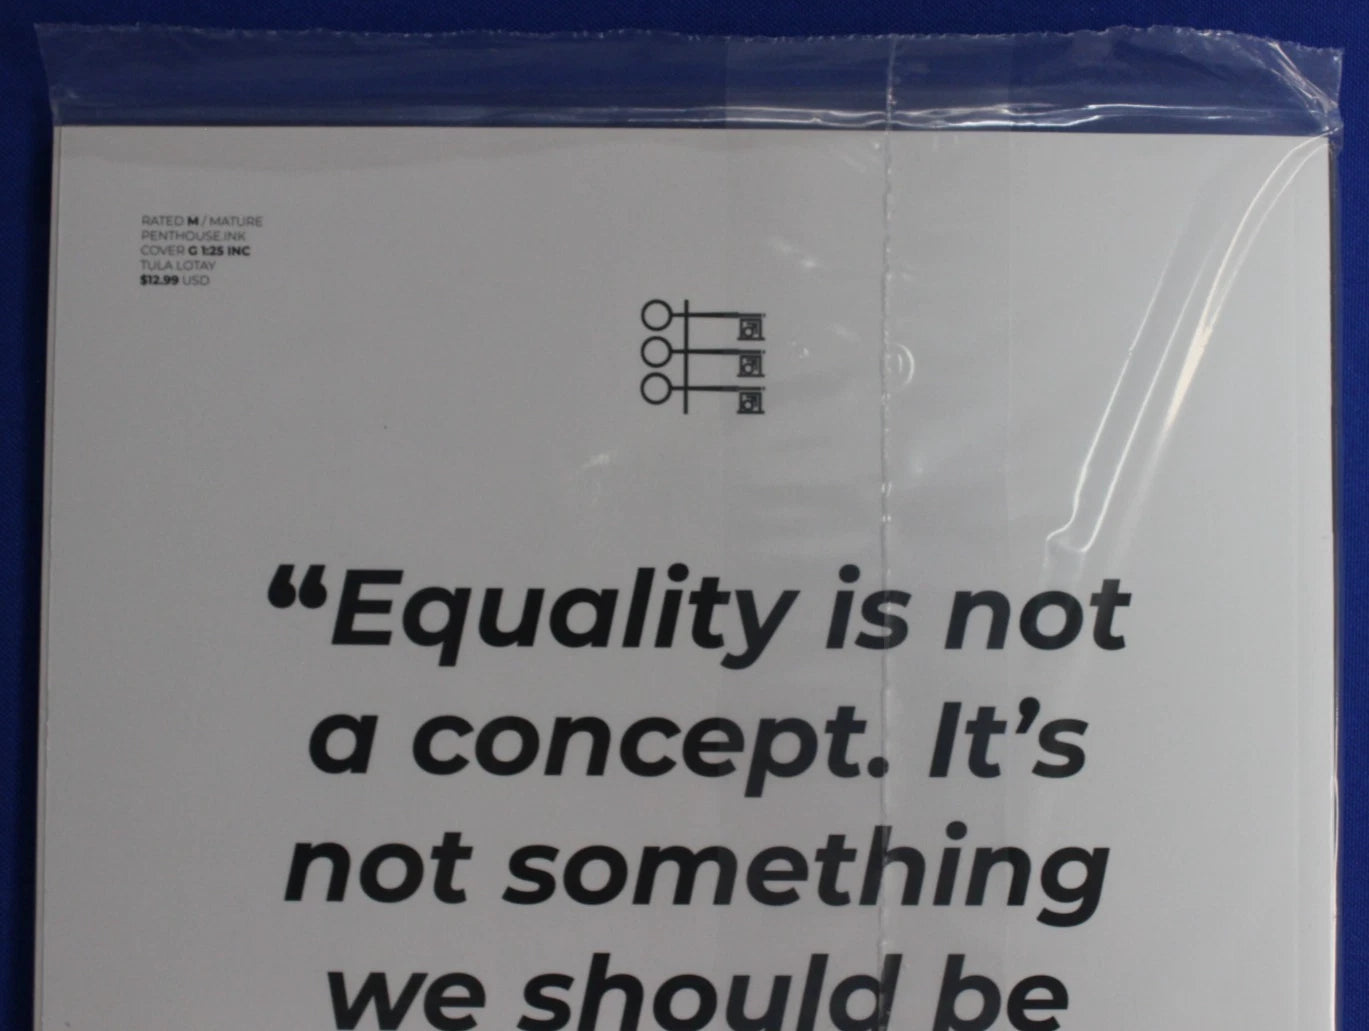 RATED M / MATURE
PENTHOUSE.INK
COVER G 1:25 INC
TULA LOTAY
$12.99 USD
“Equality is not
a concept. It’s
not something
we should be